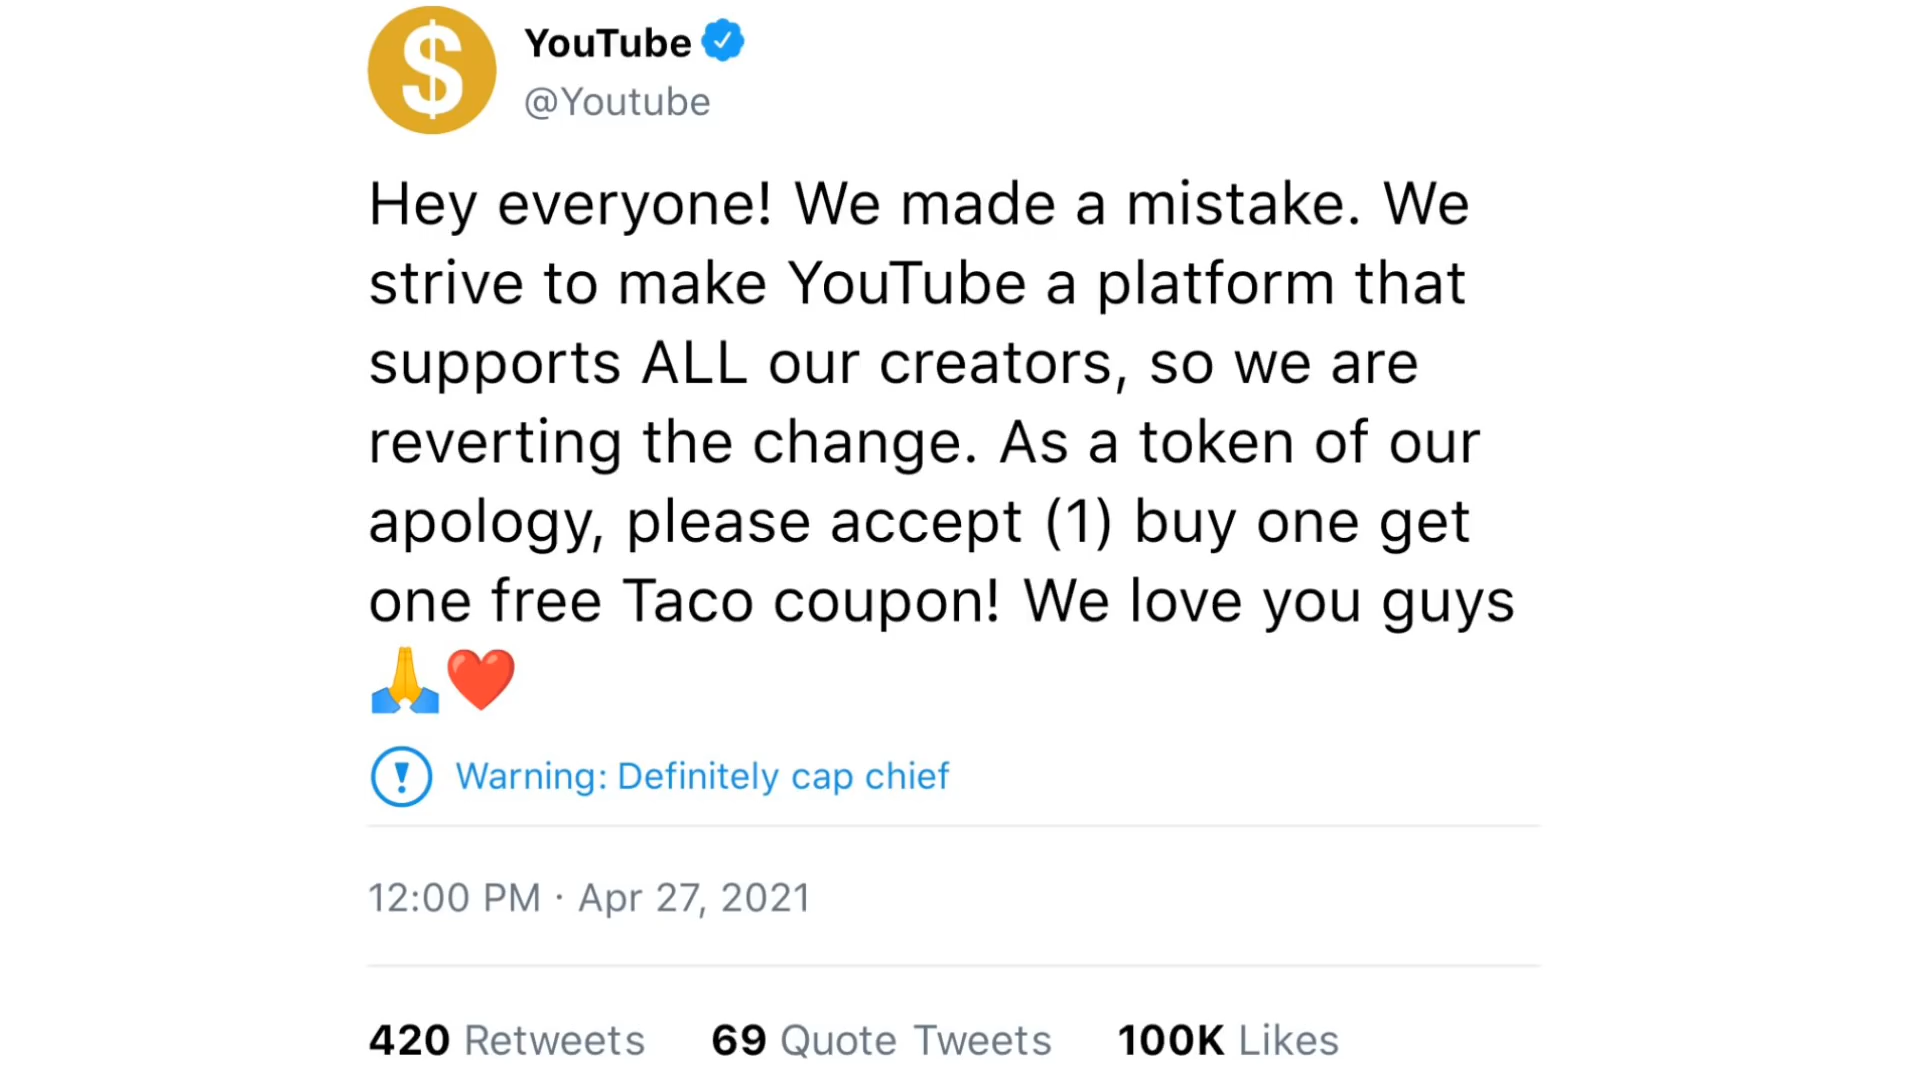 $
YouTube
@Youtube
Hey everyone! We made a mistake. We
strive to make YouTube a platform that
supports ALL our creators, so we are
reverting the change. As a token of our
apology, please accept (1) buy one get
one free Taco coupon! We love you guys
🙏❤️
Warning: Definitely cap chief
12:00 PM · Apr 27, 2021
420 Retweets 69 Quote Tweets 100K Likes